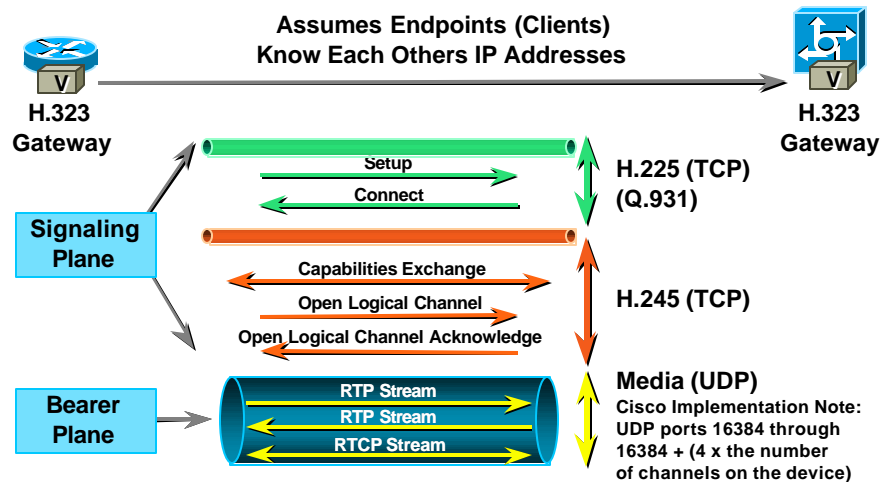 Assumes Endpoints (Clients)
Know Each Others IP Addresses
V
H.323
Gateway
V
H.323
Gateway
Setup
Connect
H.225 (TCP)
(Q.931)
Signaling
Plane
Capabilities Exchange
Open Logical Channel
Open Logical Channel Acknowledge
H.245 (TCP)
Bearer
Plane
RTP Stream
RTP Stream
RTCP Stream
Media (UDP)
Cisco Implementation Note:
UDP ports 16384 through
16384 + (4 x the number
of channels on the device)